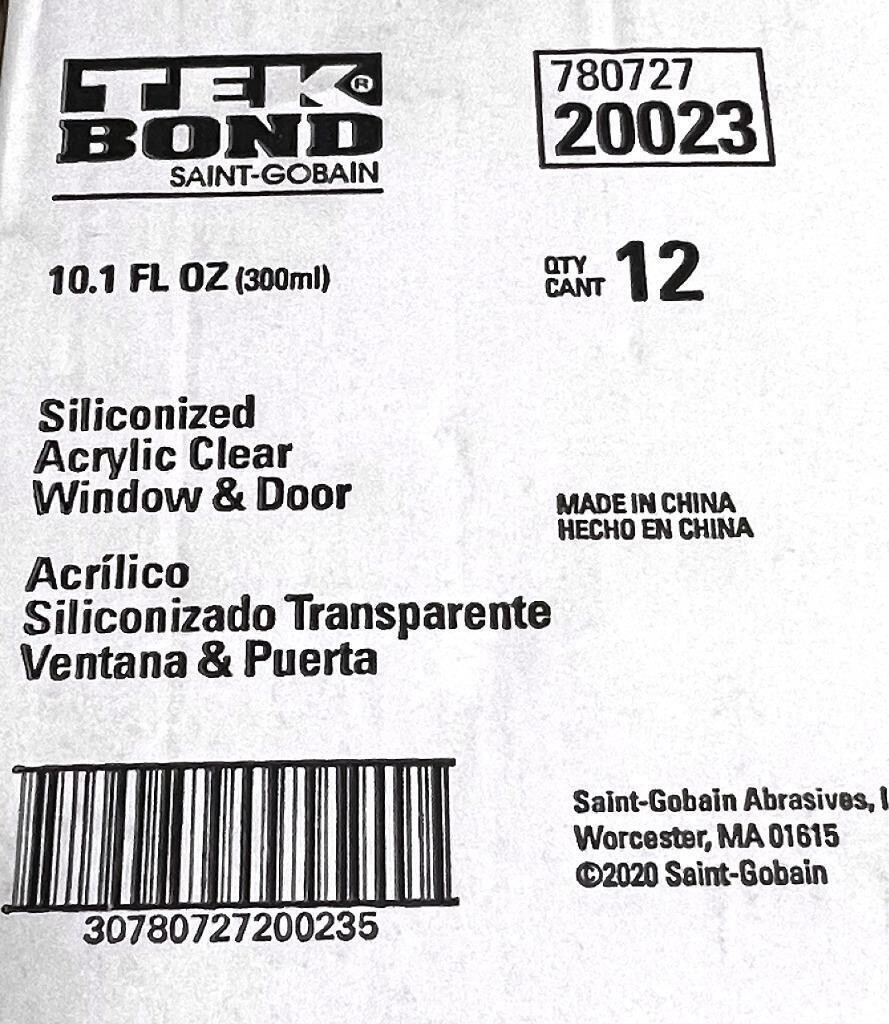 TEK®
BOND
SAINT-GOBAIN
780727
20023
10.1 FL OZ (300ml)
QTY
CANT 12
Siliconized
Acrylic Clear
Window & Door
MADE IN CHINA
HECHO EN CHINA
Acrílico
Siliconizado Transparente
Ventana & Puerta
30780727200235
Saint-Gobain Abrasives,
Worcester, MA 01615
©2020 Saint-Gobain